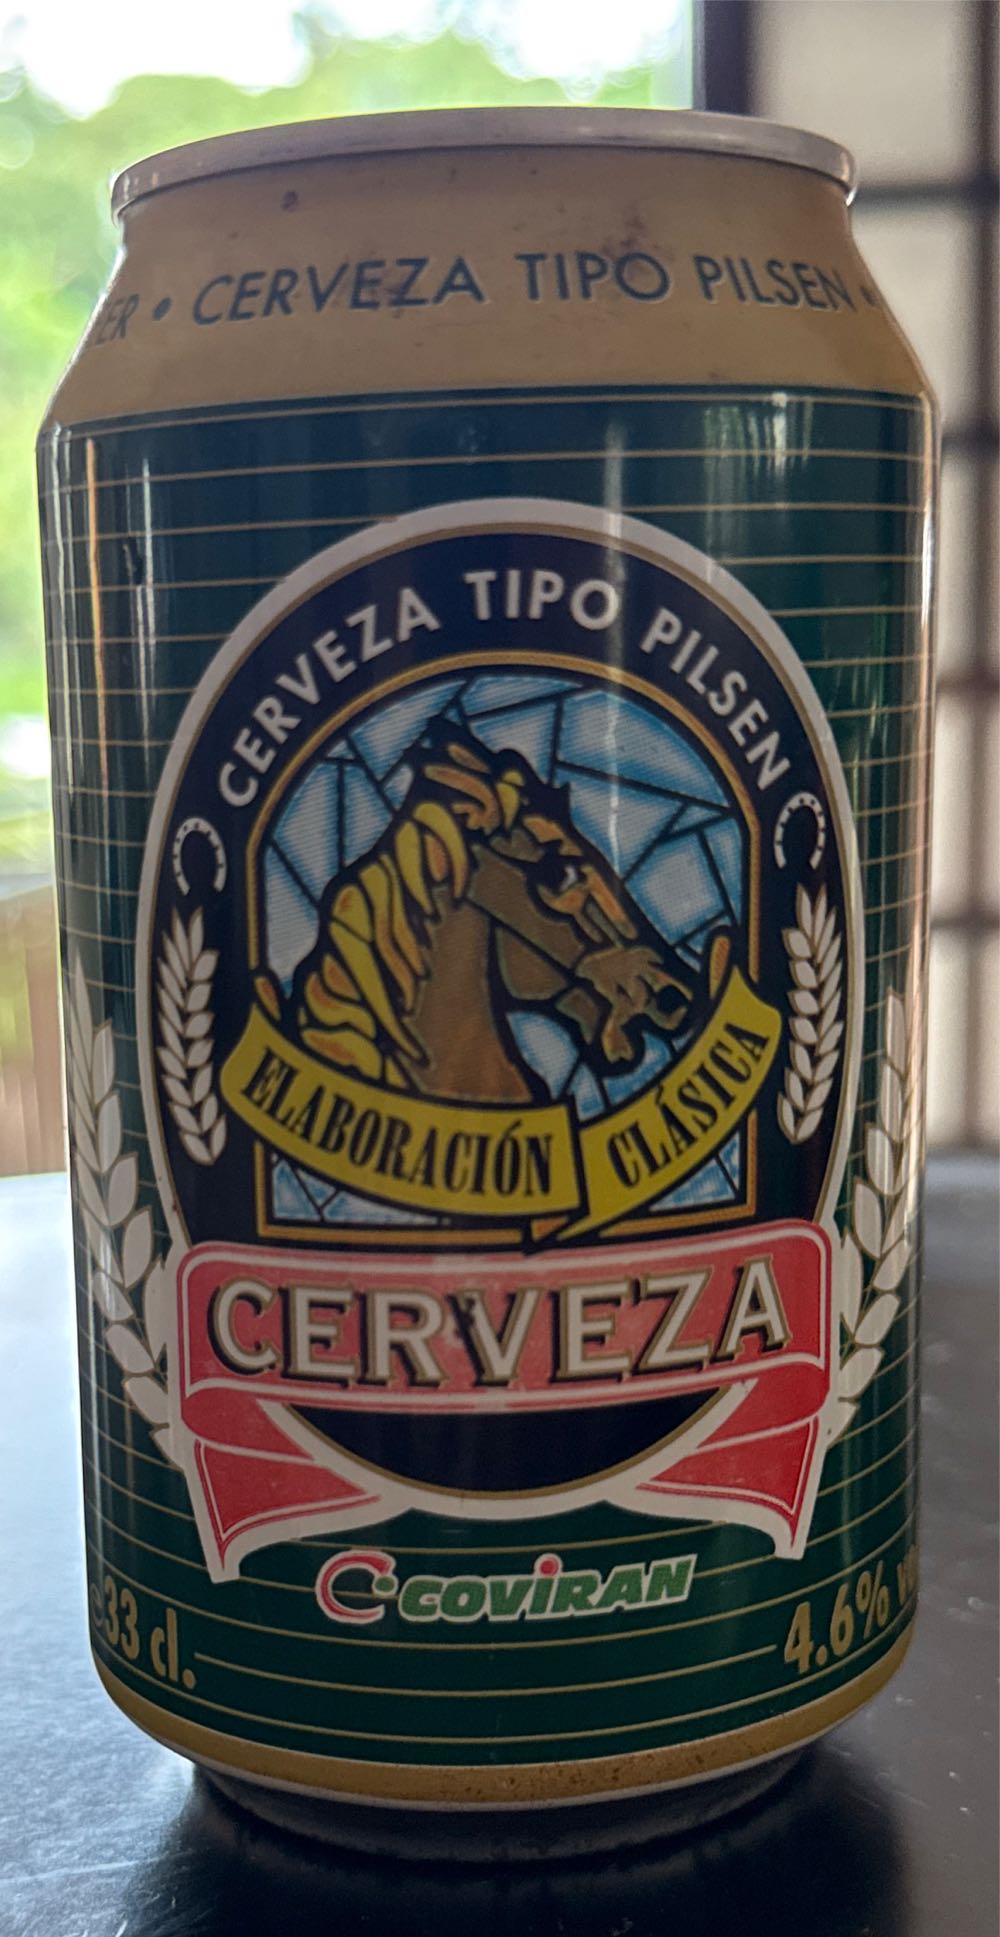 • CERVEZA TIPO PILSEN •
CERVEZA TIPO PILSEN
ELABORACIÓN CLÁSICA
CERVEZA
COVIRAN
33 cl.
4.6%